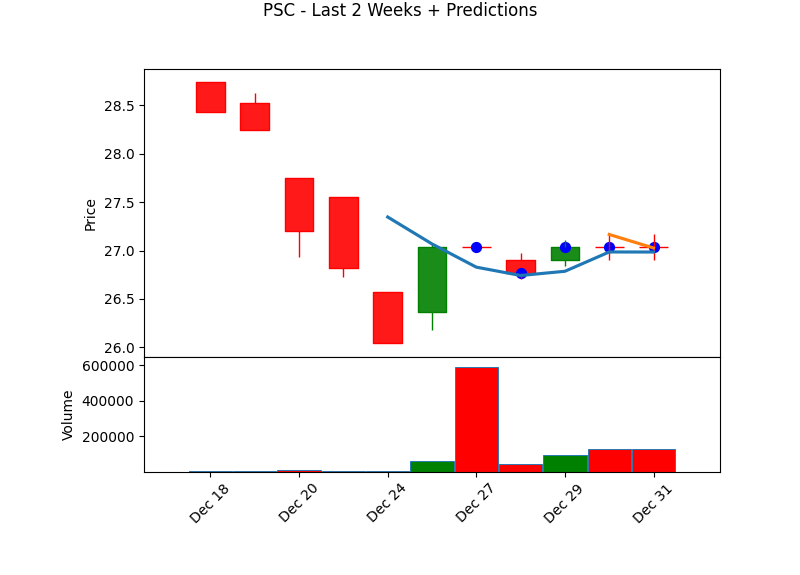 PSC - Last 2 Weeks + Predictions
Price
28.5
28.0
27.5
27.0
26.5
26.0
Volume
600000
400000
200000
Dec 18
Dec 20
Dec 24
Dec 27
Dec 29
Dec 31